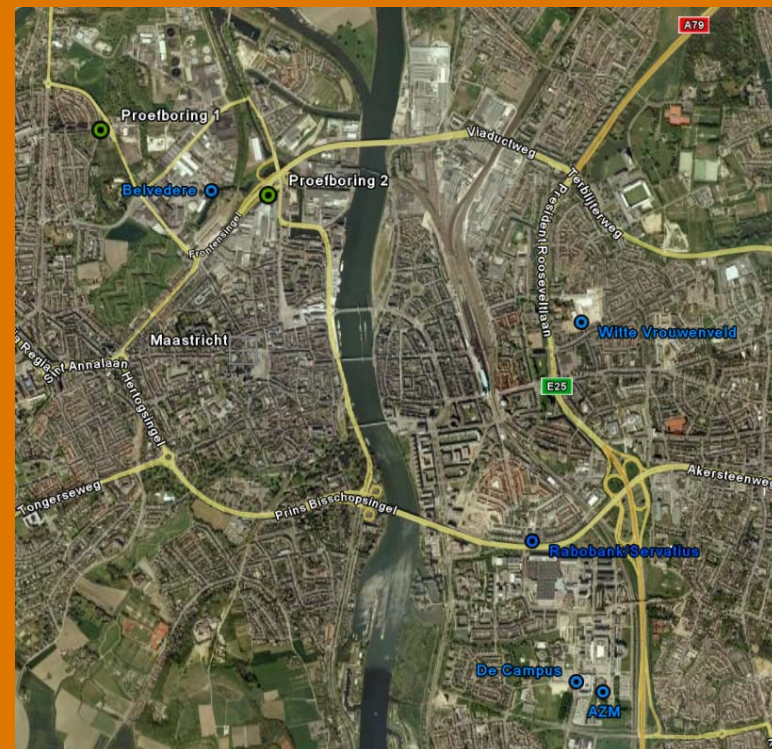 A79
Proefboring 1
Viaductweg
Terblijterweg
Belvedere
Proefboring 2
President Rooseveltlaan
Frontensingel
Maastricht
Witte Vrouwenveld
nt Annalaan
E25
Hertogsingel
Akersteenweg
Tongerseweg
Prins Bisschopsingel
Rabobank/Servatius
De Campus
AZM